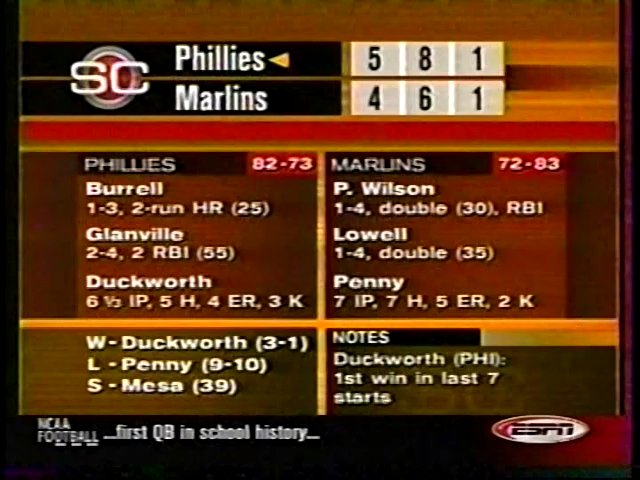 SC
Phillies 5 8 1
Marlins 4 6 1
PHILLIES 82-73
Burrell
1-3, 2-run HR (25)
Glanville
2-4, 2 RBI (55)
Duckworth
6 ⅓ IP, 5 H, 4 ER, 3 K
MARLINS 72-83
P. Wilson
1-4, double (30), RBI
Lowell
1-4, double (35)
Penny
7 IP, 7 H, 5 ER, 2 K
W - Duckworth (3-1)
L - Penny (9-10)
S - Mesa (39)
NOTES
Duckworth (PHI):
1st win in last 7
starts
NCAA
FOOTBALL ...first QB in school history...
ESPN